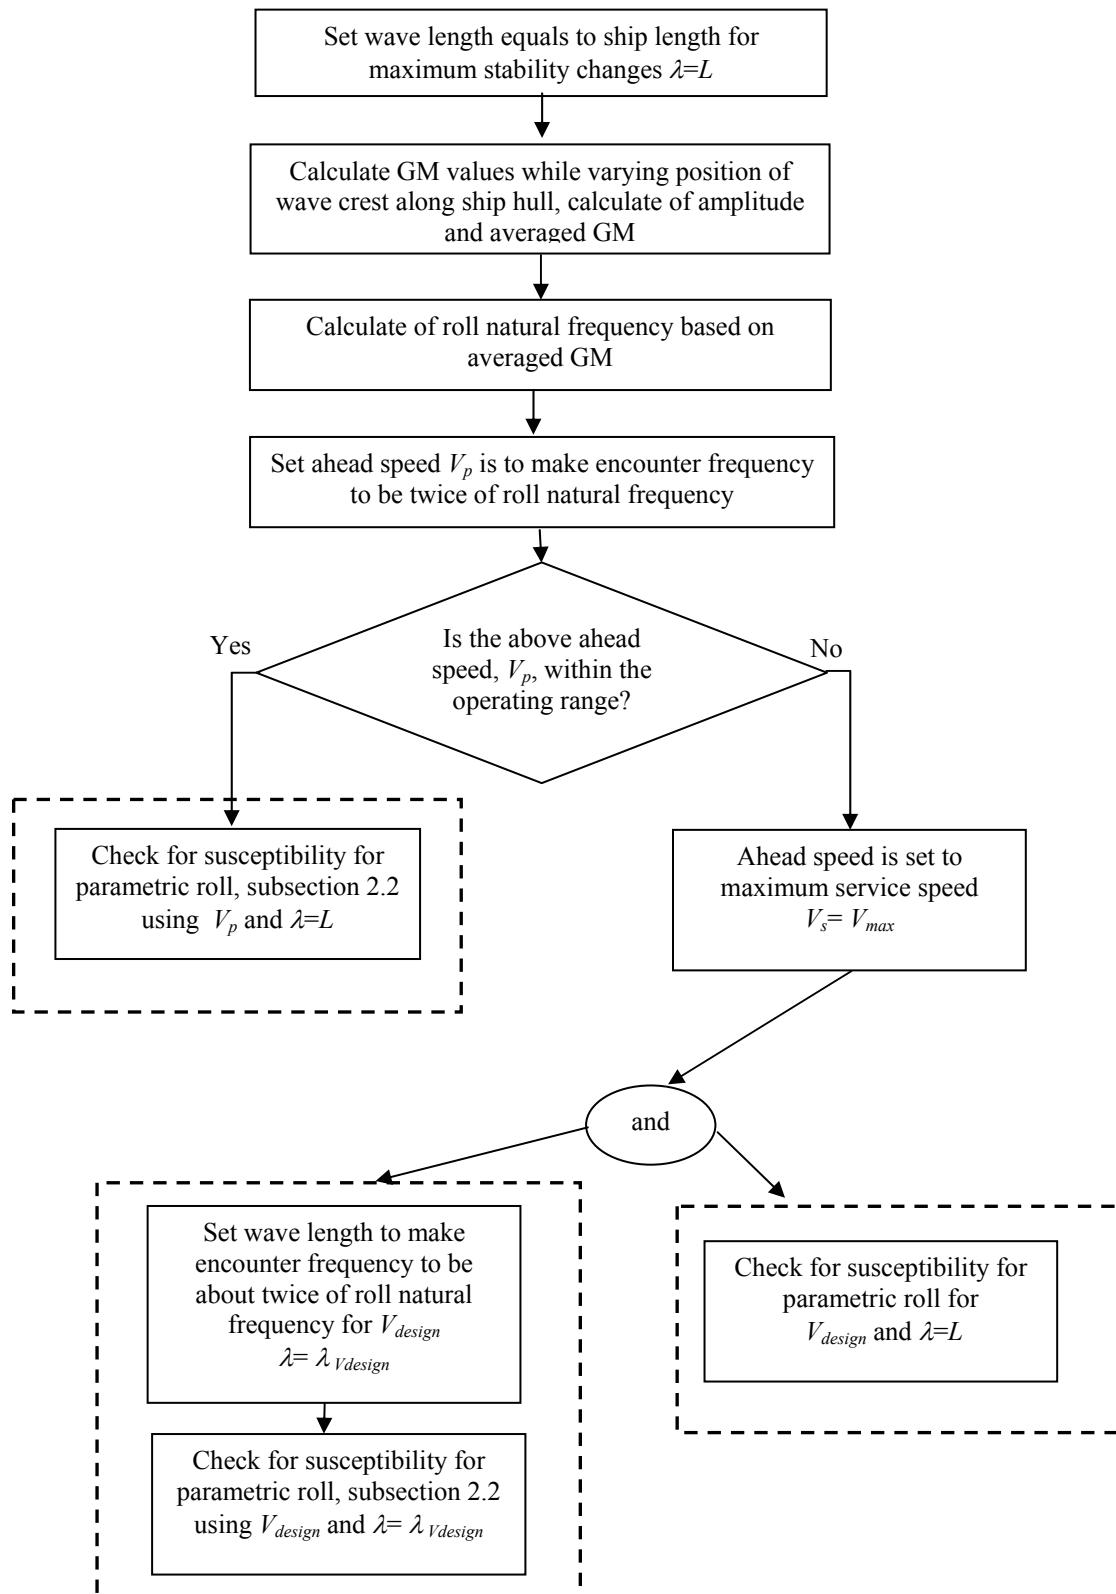 Set wave length equals to ship length for
maximum stability changes λ=L
Calculate GM values while varying position of
wave crest along ship hull, calculate of amplitude
and averaged GM
Calculate of roll natural frequency based on
averaged GM
Set ahead speed Vp is to make encounter frequency
to be twice of roll natural frequency
Is the above ahead
speed, Vp, within the
operating range?
Yes
No
Check for susceptibility for
parametric roll, subsection 2.2
using Vp and λ=L
Ahead speed is set to
maximum service speed
Vs= Vmax
and
Set wave length to make
encounter frequency to be
about twice of roll natural
frequency for Vdesign
λ= λ Vdesign
Check for susceptibility for
parametric roll, subsection 2.2
using Vdesign and λ= λ Vdesign
Check for susceptibility for
parametric roll for
Vdesign and λ=L